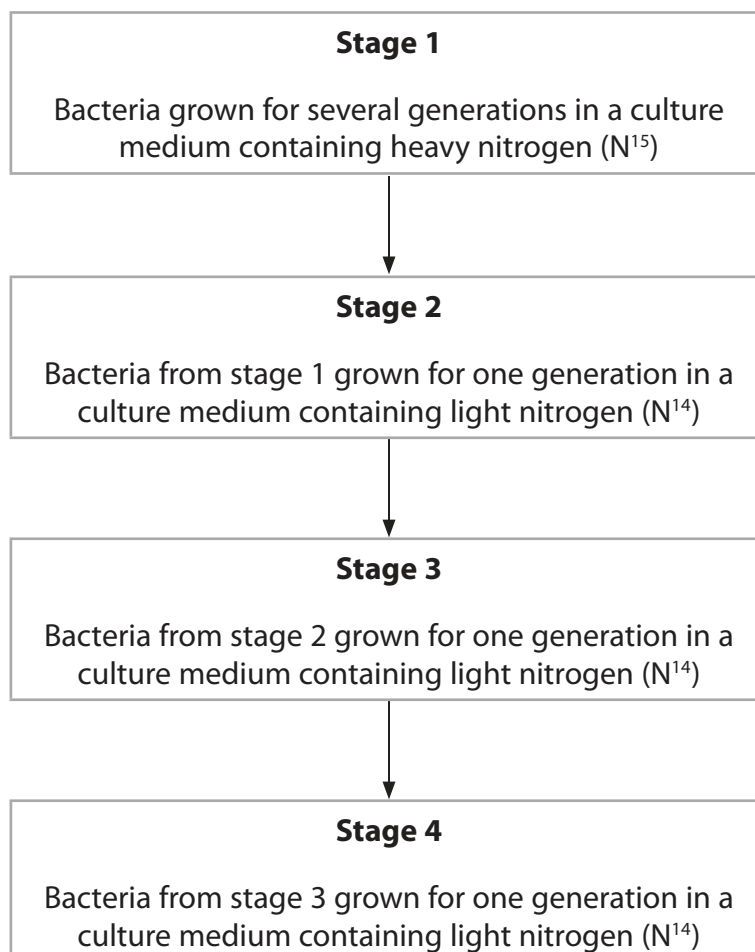 Stage 1
Bacteria grown for several generations in a culture
medium containing heavy nitrogen (N¹⁵)
Stage 2
Bacteria from stage 1 grown for one generation in a
culture medium containing light nitrogen (N¹⁴)
Stage 3
Bacteria from stage 2 grown for one generation in a
culture medium containing light nitrogen (N¹⁴)
Stage 4
Bacteria from stage 3 grown for one generation in a
culture medium containing light nitrogen (N¹⁴)